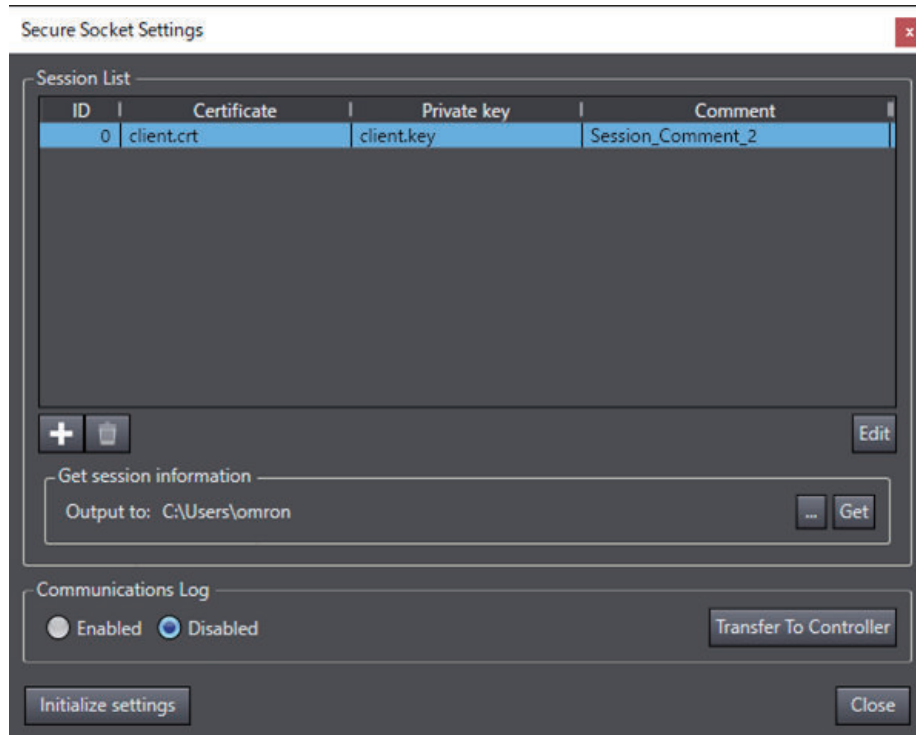 Secure Socket Settings
x
Session List
ID Certificate Private key Comment
0 client.crt client.key Session_Comment_2
Edit
Get session information
Output to: C:\Users\omron ... Get
Communications Log
Enabled Disabled Transfer To Controller
Initialize settings Close